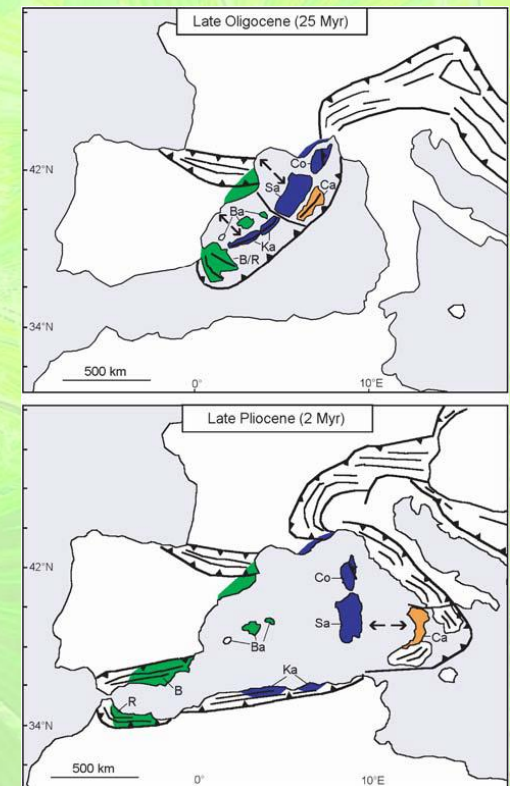 Late Oligocene (25 Myr)
42°N
Co
Sa
Ca
Ba
Ka
B/R
34°N
500 km
0°
10°E
Late Pliocene (2 Myr)
42°N
Co
Sa
Ca
Ba
Ka
B
R
34°N
500 km
0°
10°E